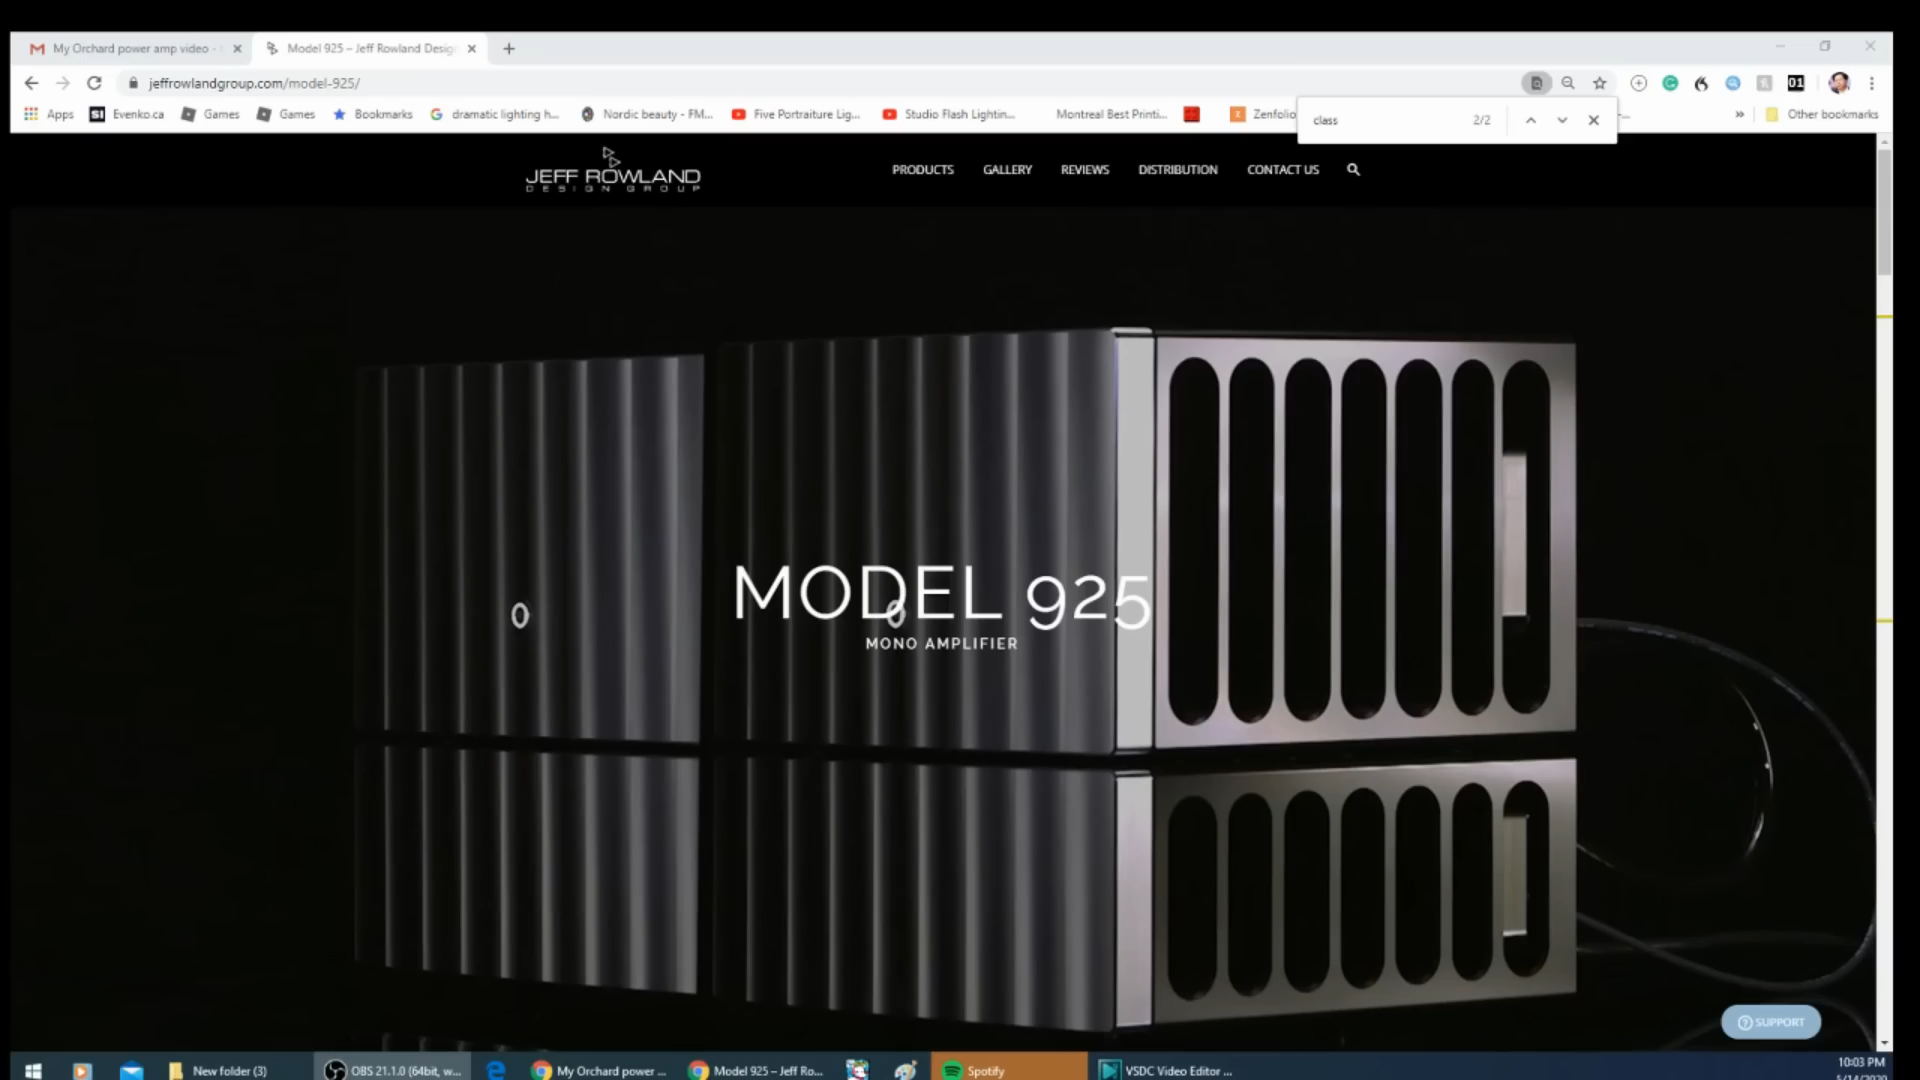 My Orchard power amp video -
Model 925 – Jeff Rowland Desig
jeffrowlandgroup.com/model-925/
Apps
Evenko.ca
Games
Games
Bookmarks
dramatic lighting h...
Nordic beauty - FM...
Five Portraiture Lig...
Studio Flash Lightin...
Montreal Best Printi...
Zenfolio
Other bookmarks
class
2/2
JEFF ROWLAND
DESIGN GROUP
PRODUCTS
GALLERY
REVIEWS
DISTRIBUTION
CONTACT US
MODEL 925
MONO AMPLIFIER
SUPPORT
New folder (3)
OBS 21.1.0 (64bit, w...
My Orchard power ...
Model 925 – Jeff Ro...
Spotify
VSDC Video Editor ...
10:03 PM
5/14/2020